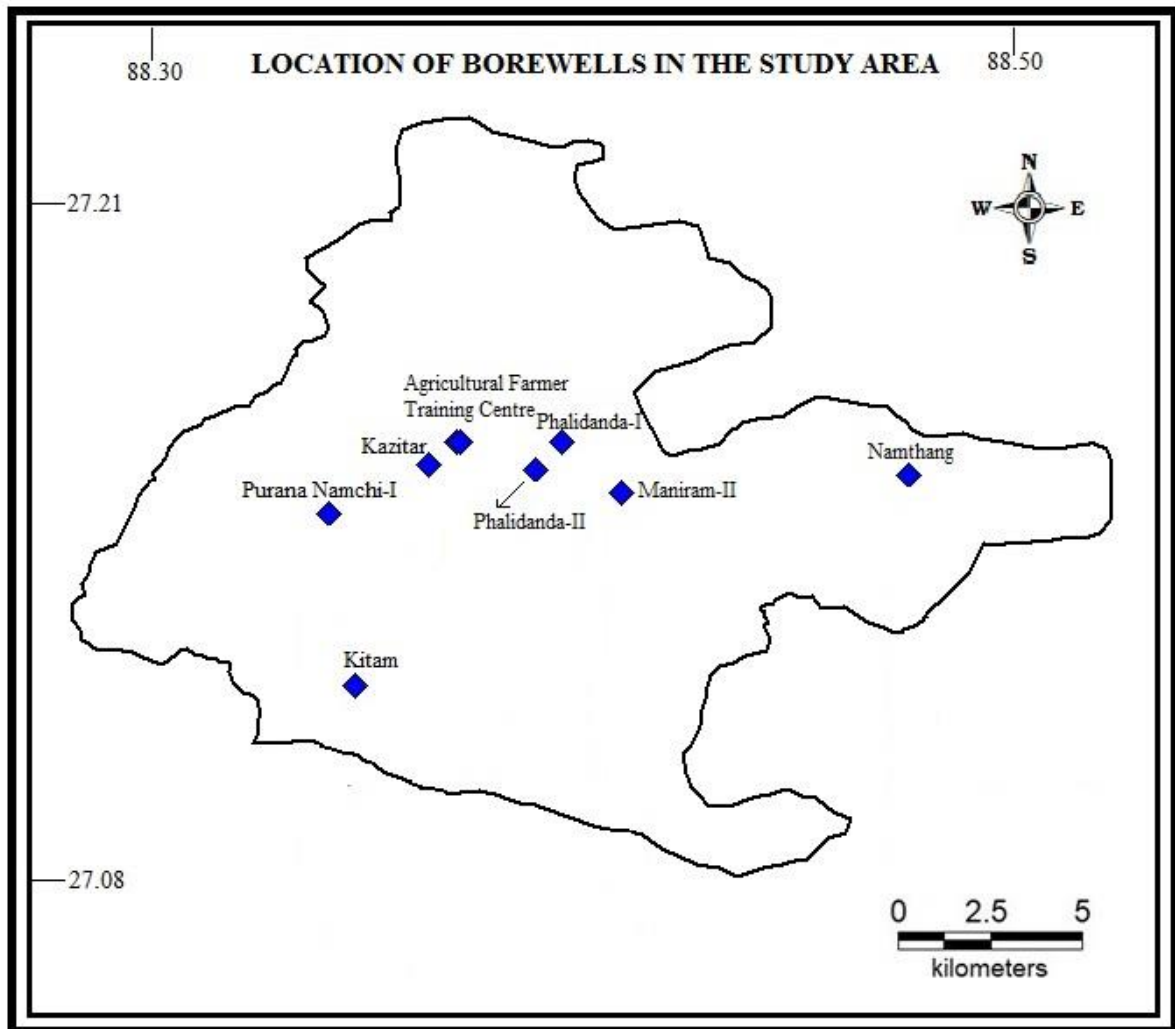 88.30
LOCATION OF BOREWELLS IN THE STUDY AREA
88.50
27.21
N
W
E
S
Agricultural Farmer
Training Centre
Phalidanda-I
Kazitar
Namthang
Purana Namchi-I
Maniram-II
Phalidanda-II
Kitam
27.08
0 2.5 5
kilometers